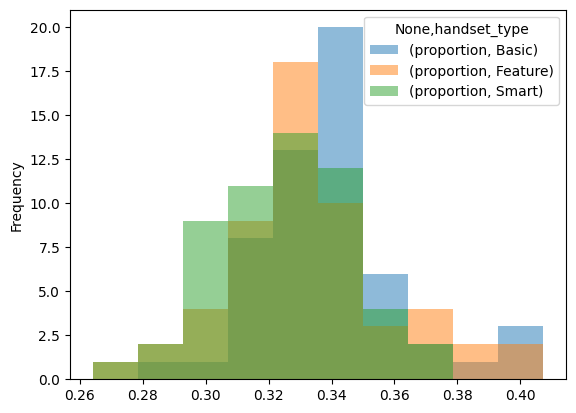 None,handset_type
(proportion, Basic)
(proportion, Feature)
(proportion, Smart)
Frequency
20.0
17.5
15.0
12.5
10.0
7.5
5.0
2.5
0.0
0.26 0.28 0.30 0.32 0.34 0.36 0.38 0.40